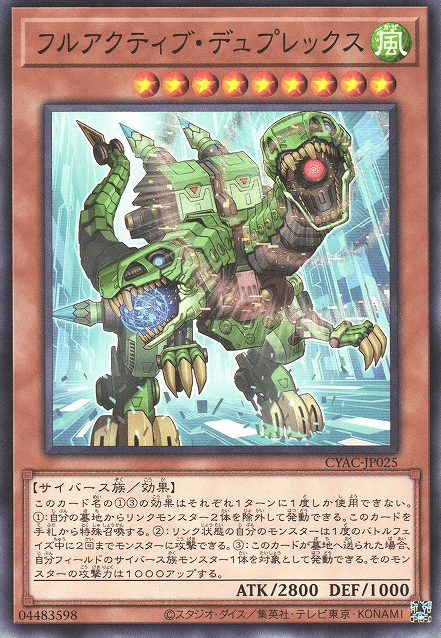 フルアクティブ・デュプレックス
風
CYAC-JP025
【サイバース族／効果】
このカード名の①③の効果はそれぞれ1ターンに1度しか使用できない。
①：自分の墓地からリンクモンスター2体を除外して発動できる。このカードを
手札から特殊召喚する。②：リンク状態の自分のモンスターは1度のバトルフェ
イズ中に2回までモンスターに攻撃できる。③：このカードが墓地へ送られた場合、
自分フィールドのサイバース族モンスター1体を対象として発動できる。そのモン
スターの攻撃力は1000アップする。
ATK/2800 DEF/1000
04483598 ©スタジオ・ダイス/集英社・テレビ東京・KONAMI